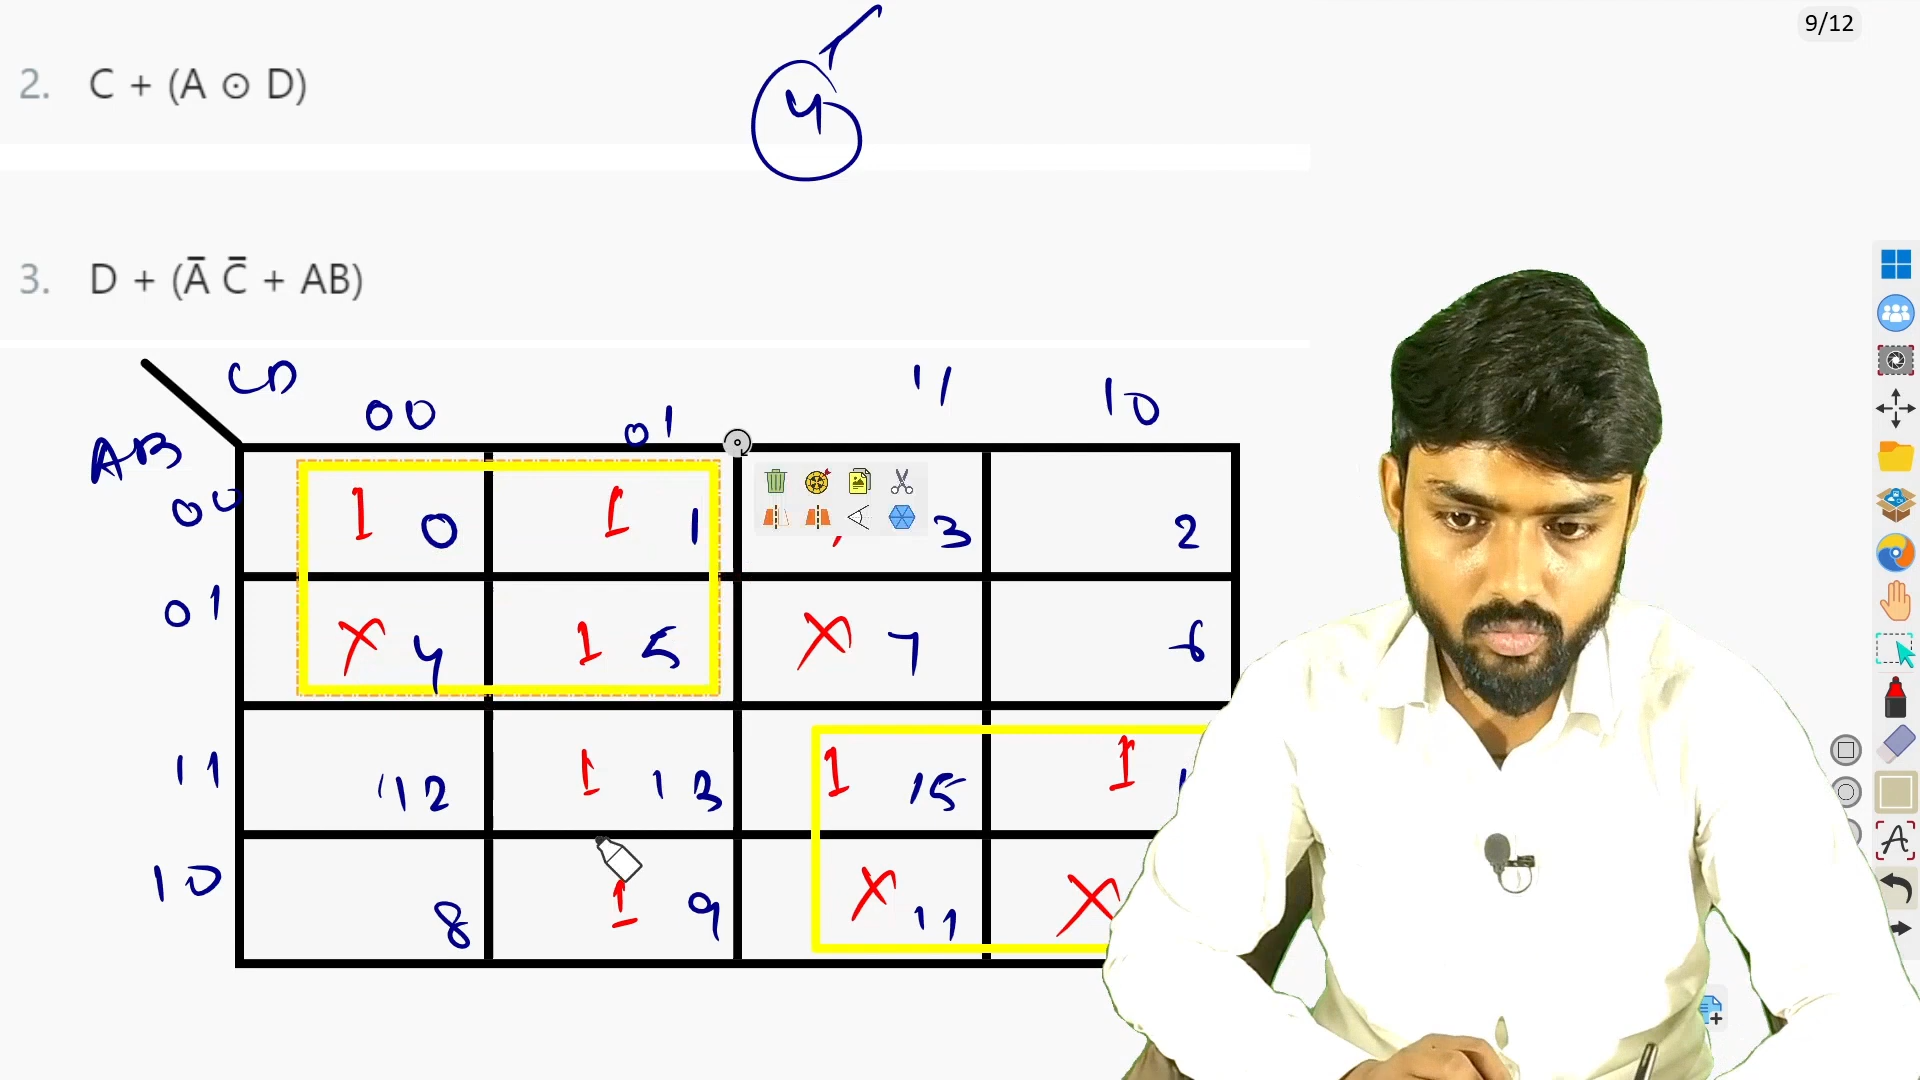 9/12
4
2. C + (A ⊙ D)
3. D + (Ā C̄ + AB)
CD
00 01 11 10
AB
00 1 0 1 1 3 2
01 X 4 1 5 X 7 6
11 12 1 13 1 15 1
10 8 1 9 X 11 X